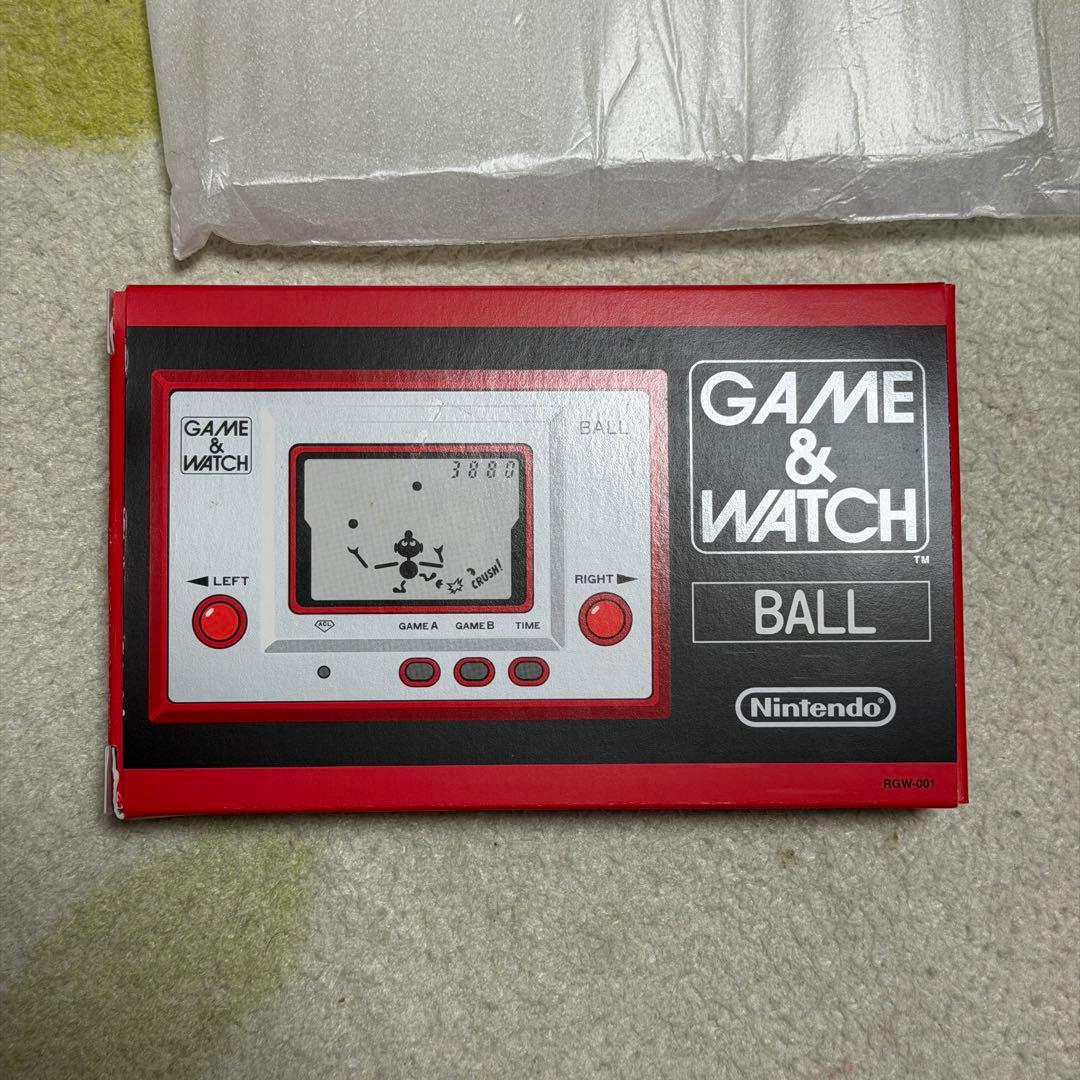 GAME
&
WATCH
BALL
3880
CRUSH!
◀LEFT
RIGHT▶
ACL
GAME A
GAME B
TIME
GAME
&
WATCH
TM
BALL
Nintendo®
RGW-001